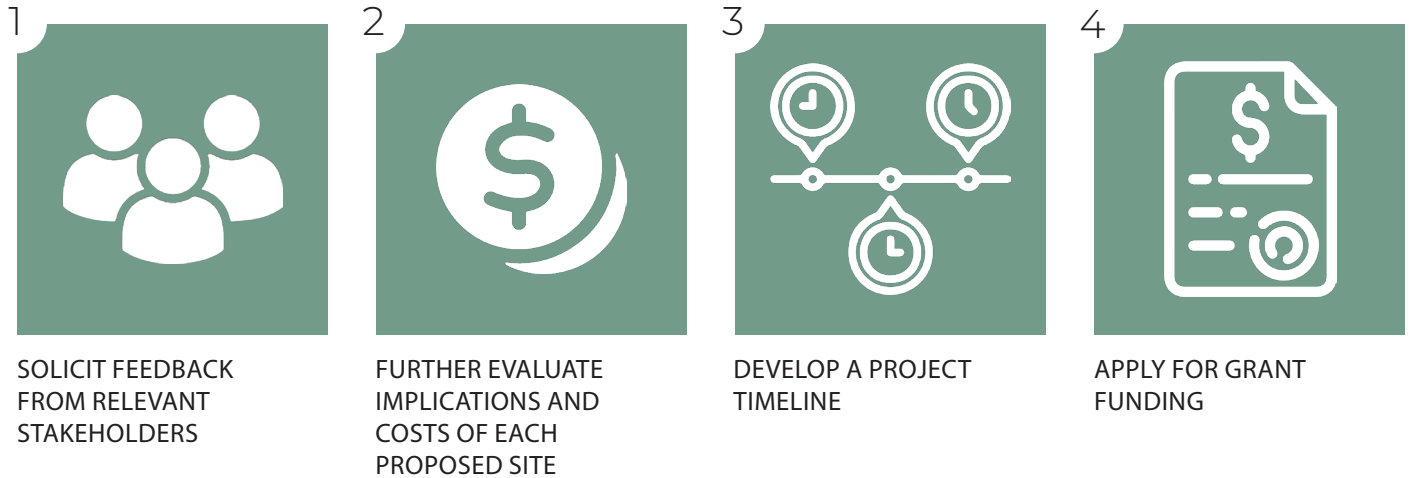 1
SOLICIT FEEDBACK
FROM RELEVANT
STAKEHOLDERS
2
FURTHER EVALUATE
IMPLICATIONS AND
COSTS OF EACH
PROPOSED SITE
3
DEVELOP A PROJECT
TIMELINE
4
APPLY FOR GRANT
FUNDING